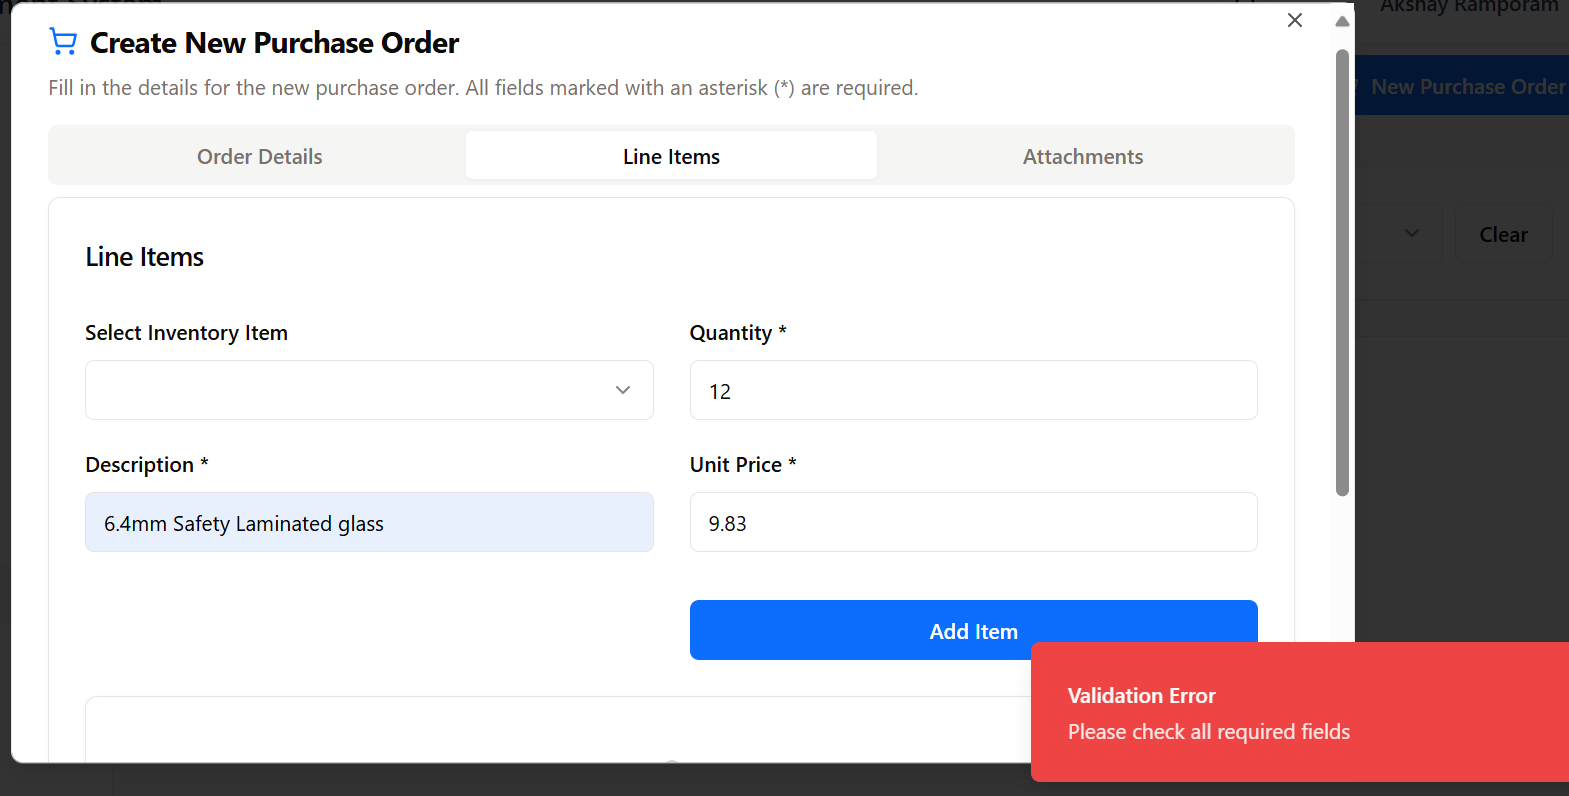 Akshay Ramporam
Create New Purchase Order
Fill in the details for the new purchase order. All fields marked with an asterisk (*) are required.
New Purchase Order
Order Details
Line Items
Attachments
Clear
Line Items
Select Inventory Item
Quantity *
12
Description *
Unit Price *
6.4mm Safety Laminated glass
9.83
Add Item
Validation Error
Please check all required fields